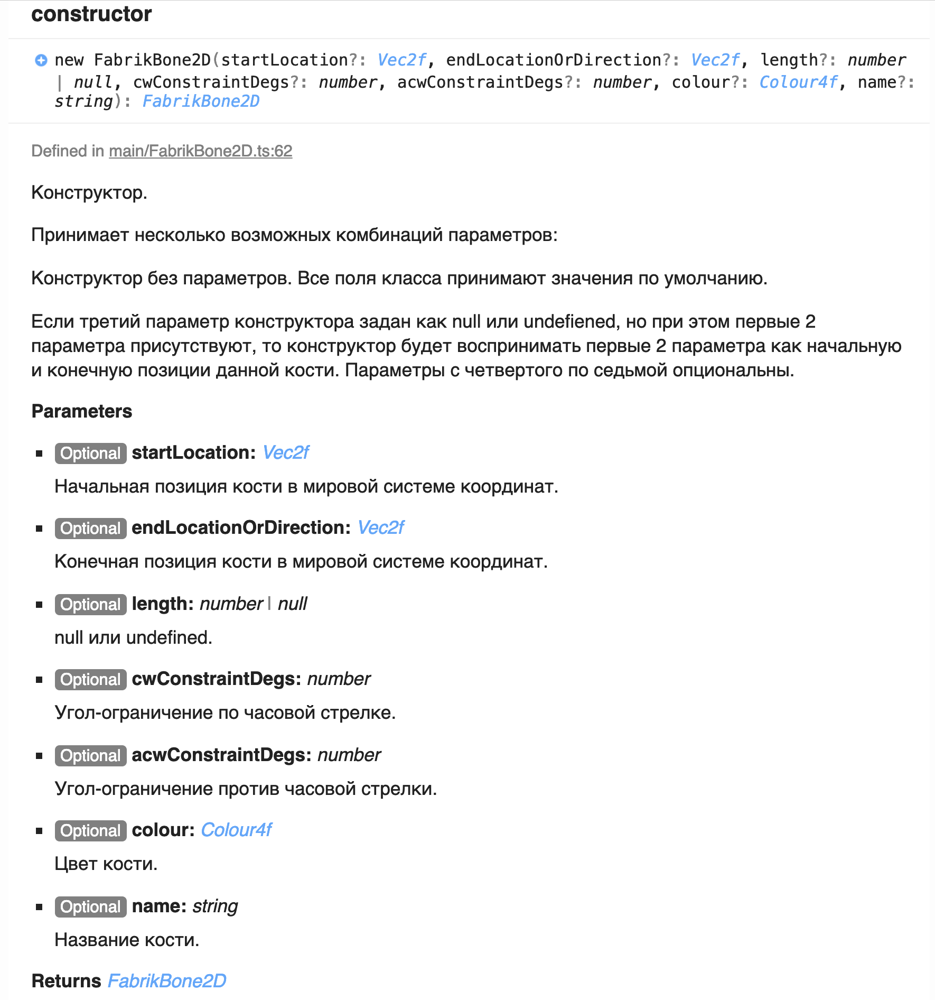 constructor
new FabrikBone2D(startLocation?: Vec2f, endLocationOrDirection?: Vec2f, length?: number
| null, cwConstraintDegs?: number, acwConstraintDegs?: number, colour?: Colour4f, name?:
string): FabrikBone2D
Defined in main/FabrikBone2D.ts:62
Конструктор.
Принимает несколько возможных комбинаций параметров:
Конструктор без параметров. Все поля класса принимают значения по умолчанию.
Если третий параметр конструктора задан как null или undefiened, но при этом первые 2
параметра присутствуют, то конструктор будет воспринимать первые 2 параметра как начальную
и конечную позиции данной кости. Параметры с четвертого по седьмой опциональны.
Parameters
Optional startLocation: Vec2f
Начальная позиция кости в мировой системе координат.
Optional endLocationOrDirection: Vec2f
Конечная позиция кости в мировой системе координат.
Optional length: number | null
null или undefined.
Optional cwConstraintDegs: number
Угол-ограничение по часовой стрелке.
Optional acwConstraintDegs: number
Угол-ограничение против часовой стрелки.
Optional colour: Colour4f
Цвет кости.
Optional name: string
Название кости.
Returns FabrikBone2D